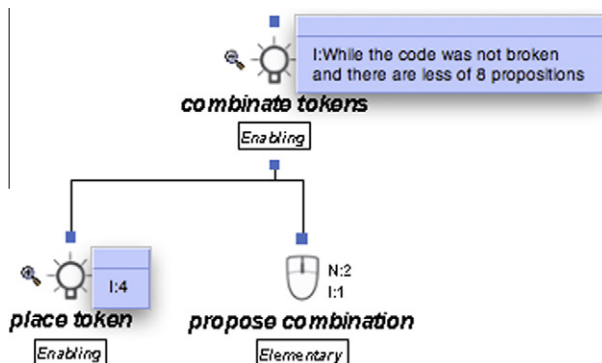 I:While the code was not broken
and there are less of 8 propositions
combinate tokens
Enabling
I:4
N:2
I:1
place token
propose combination
Enabling
Elementary